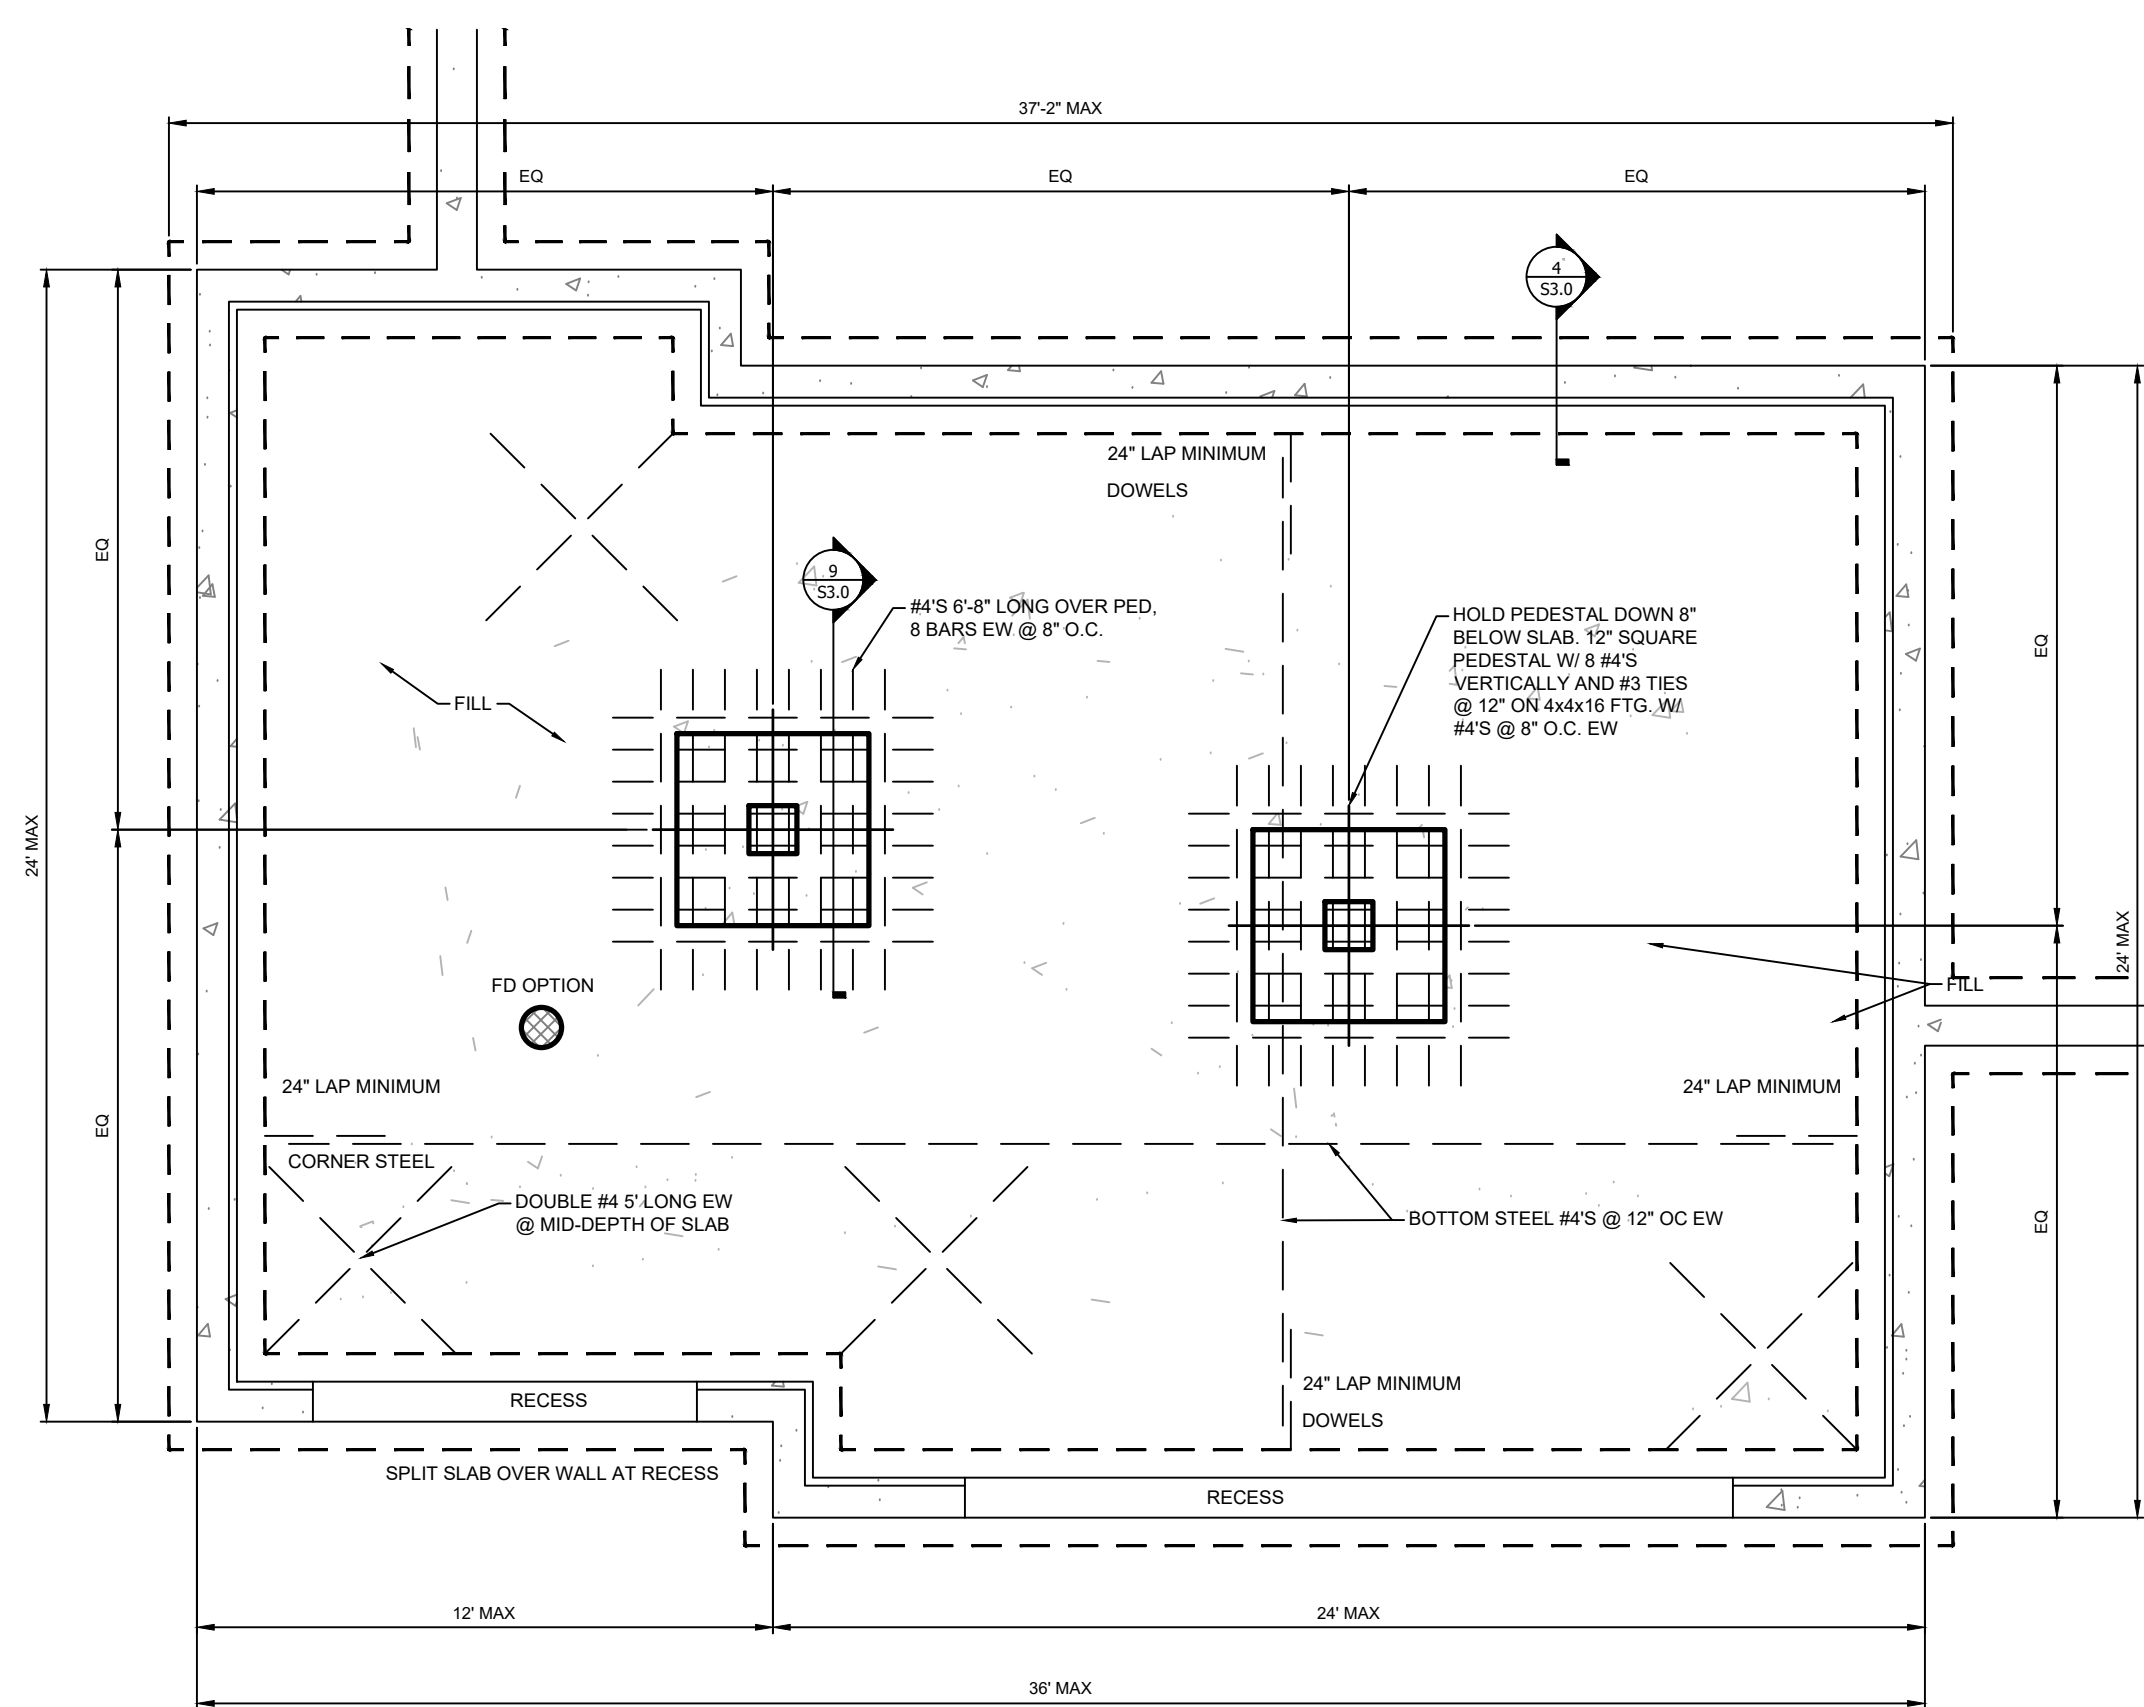 37'-2" MAX
EQ
EQ
EQ
4
S3.0
24" LAP MINIMUM
DOWELS
EQ
9
S3.0
#4'S 6'-8" LONG OVER PED,
8 BARS EW @ 8" O.C.
HOLD PEDESTAL DOWN 8"
BELOW SLAB. 12" SQUARE
PEDESTAL W/ 8 #4'S
VERTICALLY AND #3 TIES
@ 12" ON 4x4x16 FTG. W/
#4'S @ 8" O.C. EW
EQ
FILL
24' MAX
24' MAX
FD OPTION
FILL
24" LAP MINIMUM
24" LAP MINIMUM
EQ
CORNER STEEL
DOUBLE #4 5' LONG EW
@ MID-DEPTH OF SLAB
BOTTOM STEEL #4'S @ 12" OC EW
EQ
RECESS
24" LAP MINIMUM
DOWELS
SPLIT SLAB OVER WALL AT RECESS
RECESS
12' MAX
24' MAX
36' MAX